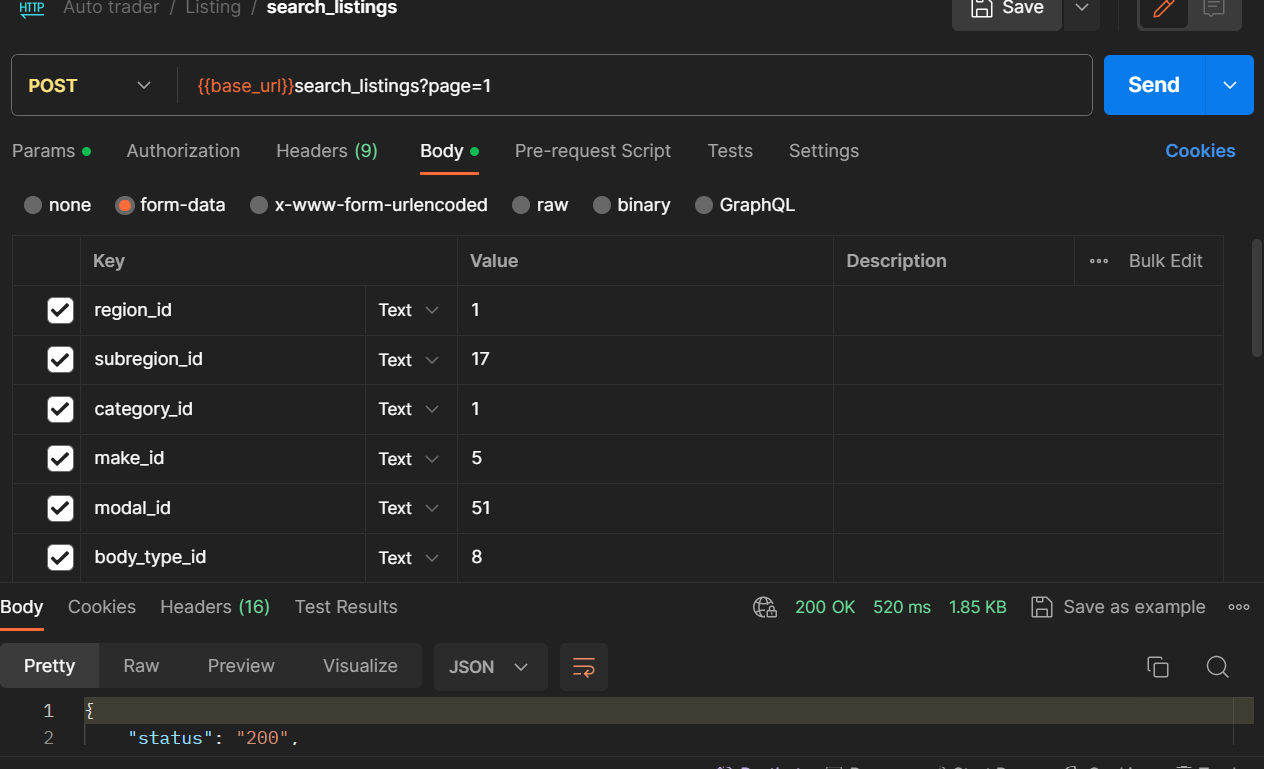 HTTP Auto trader / Listing / search_listings Save
POST {{base_url}}search_listings?page=1 Send
Params Authorization Headers (9) Body Pre-request Script Tests Settings Cookies
none form-data x-www-form-urlencoded raw binary GraphQL
Key Value Description ••• Bulk Edit
region_id Text 1
subregion_id Text 17
category_id Text 1
make_id Text 5
modal_id Text 51
body_type_id Text 8
Body Cookies Headers (16) Test Results 200 OK 520 ms 1.85 KB Save as example
Pretty Raw Preview Visualize JSON
1 {
2 "status": "200",